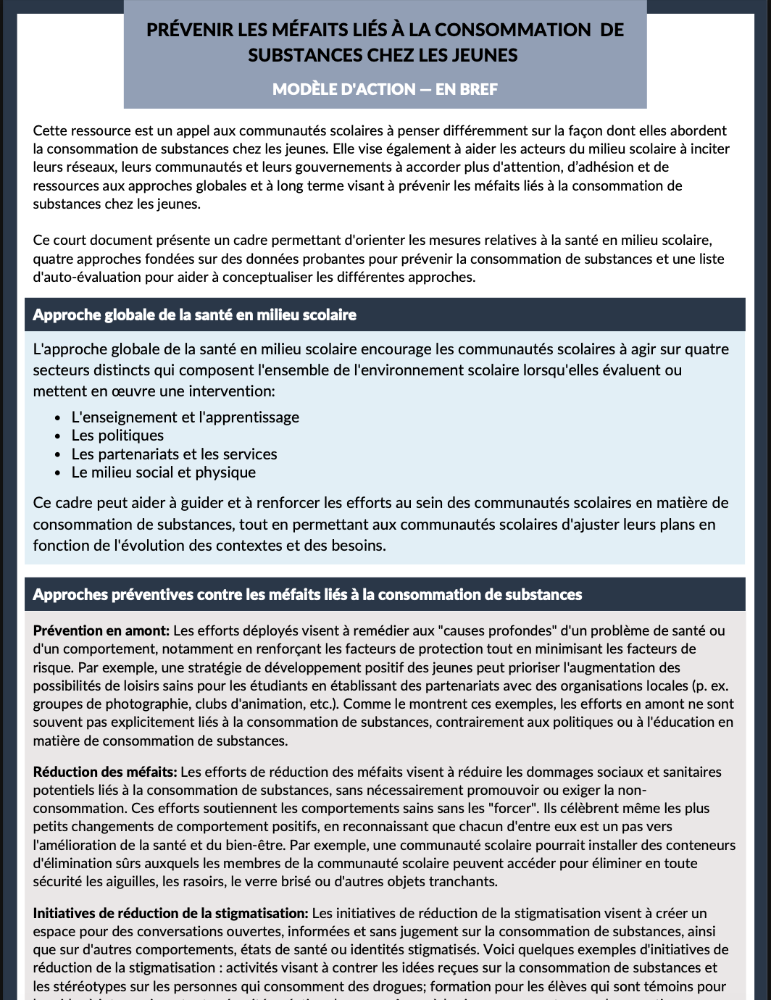 PRÉVENIR LES MÉFAITS LIÉS À LA CONSOMMATION DE
SUBSTANCES CHEZ LES JEUNES
MODÈLE D'ACTION — EN BREF
Cette ressource est un appel aux communautés scolaires à penser différemment sur la façon dont elles abordent
la consommation de substances chez les jeunes. Elle vise également à aider les acteurs du milieu scolaire à inciter
leurs réseaux, leurs communautés et leurs gouvernements à accorder plus d'attention, d’adhésion et de
ressources aux approches globales et à long terme visant à prévenir les méfaits liés à la consommation de
substances chez les jeunes.
Ce court document présente un cadre permettant d'orienter les mesures relatives à la santé en milieu scolaire,
quatre approches fondées sur des données probantes pour prévenir la consommation de substances et une liste
d'auto-évaluation pour aider à conceptualiser les différentes approches.
Approche globale de la santé en milieu scolaire
L'approche globale de la santé en milieu scolaire encourage les communautés scolaires à agir sur quatre
secteurs distincts qui composent l'ensemble de l'environnement scolaire lorsqu'elles évaluent ou
mettent en œuvre une intervention:
• L'enseignement et l'apprentissage
• Les politiques
• Les partenariats et les services
• Le milieu social et physique
Ce cadre peut aider à guider et à renforcer les efforts au sein des communautés scolaires en matière de
consommation de substances, tout en permettant aux communautés scolaires d'ajuster leurs plans en
fonction de l'évolution des contextes et des besoins.
Approches préventives contre les méfaits liés à la consommation de substances
Prévention en amont: Les efforts déployés visent à remédier aux "causes profondes" d'un problème de santé ou
d'un comportement, notamment en renforçant les facteurs de protection tout en minimisant les facteurs de
risque. Par exemple, une stratégie de développement positif des jeunes peut prioriser l'augmentation des
possibilités de loisirs sains pour les étudiants en établissant des partenariats avec des organisations locales (p. ex.
groupes de photographie, clubs d'animation, etc.). Comme le montrent ces exemples, les efforts en amont ne sont
souvent pas explicitement liés à la consommation de substances, contrairement aux politiques ou à l'éducation en
matière de consommation de substances.
Réduction des méfaits: Les efforts de réduction des méfaits visent à réduire les dommages sociaux et sanitaires
potentiels liés à la consommation de substances, sans nécessairement promouvoir ou exiger la non-
consommation. Ces efforts soutiennent les comportements sains sans les "forcer". Ils célèbrent même les plus
petits changements de comportement positifs, en reconnaissant que chacun d'entre eux est un pas vers
l'amélioration de la santé et du bien-être. Par exemple, une communauté scolaire pourrait installer des conteneurs
d'élimination sûrs auxquels les membres de la communauté scolaire peuvent accéder pour éliminer en toute
sécurité les aiguilles, les rasoirs, le verre brisé ou d'autres objets tranchants.
Initiatives de réduction de la stigmatisation: Les initiatives de réduction de la stigmatisation visent à créer un
espace pour des conversations ouvertes, informées et sans jugement sur la consommation de substances, ainsi
que sur d'autres comportements, états de santé ou identités stigmatisés. Voici quelques exemples d'initiatives de
réduction de la stigmatisation : activités visant à contrer les idées reçues sur la consommation de substances et
les stéréotypes sur les personnes qui consomment des drogues; formation pour les élèves qui sont témoins pour